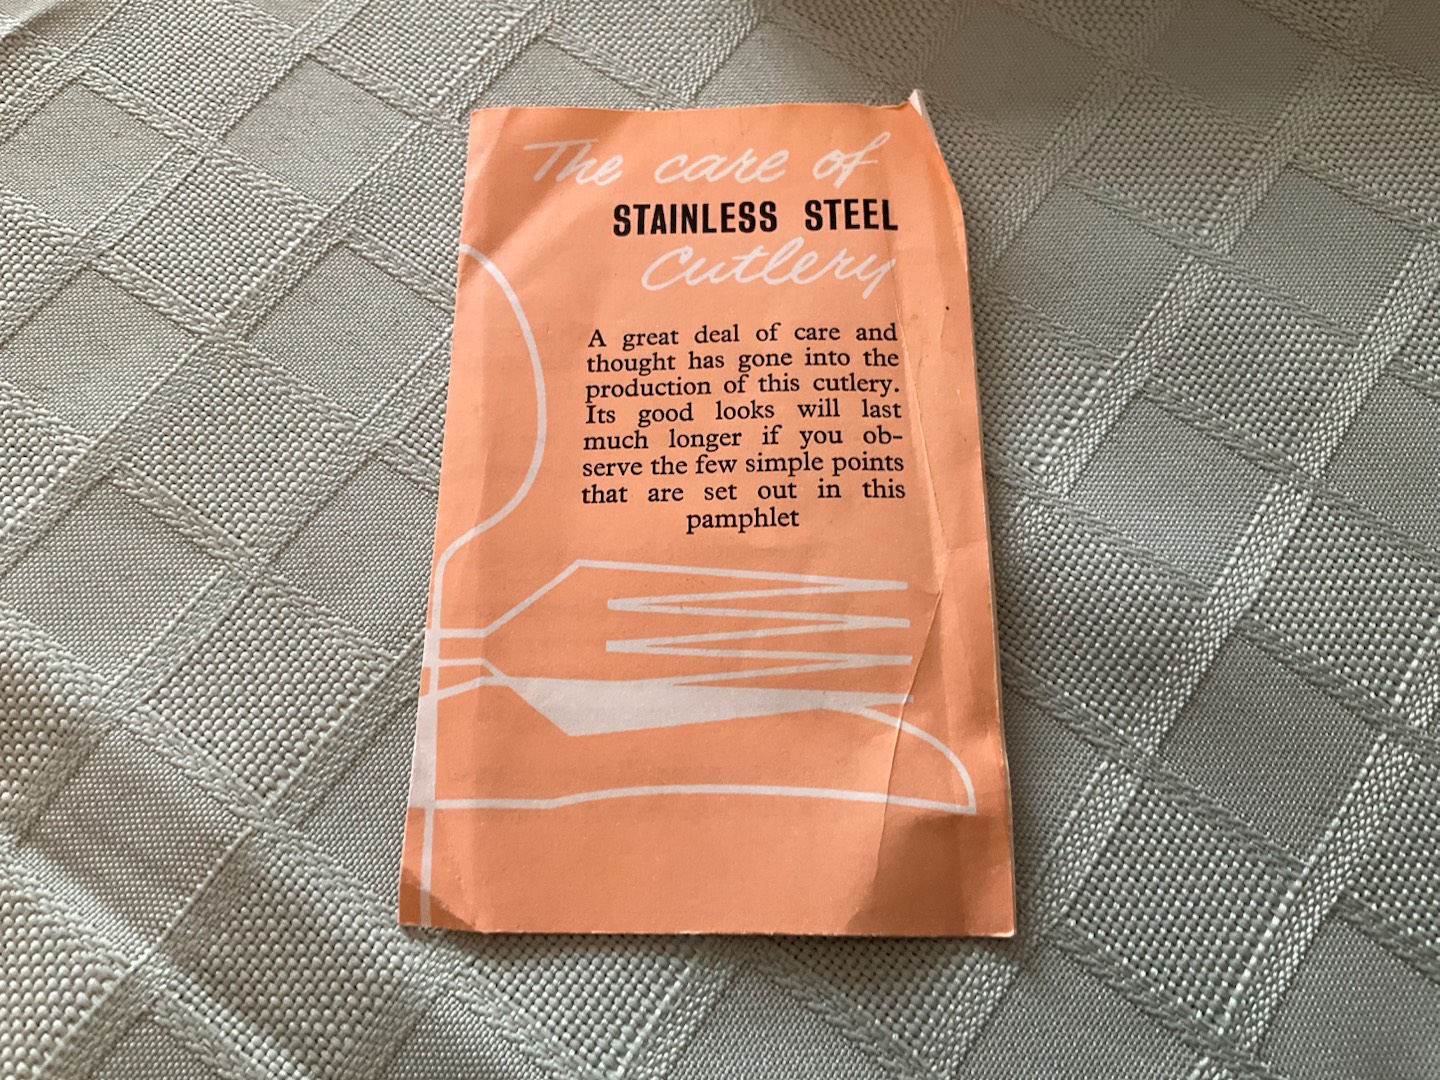 The care of
STAINLESS STEEL
Cutlery
A great deal of care and
thought has gone into the
production of this cutlery.
Its good looks will last
much longer if you ob-
serve the few simple points
that are set out in this
pamphlet